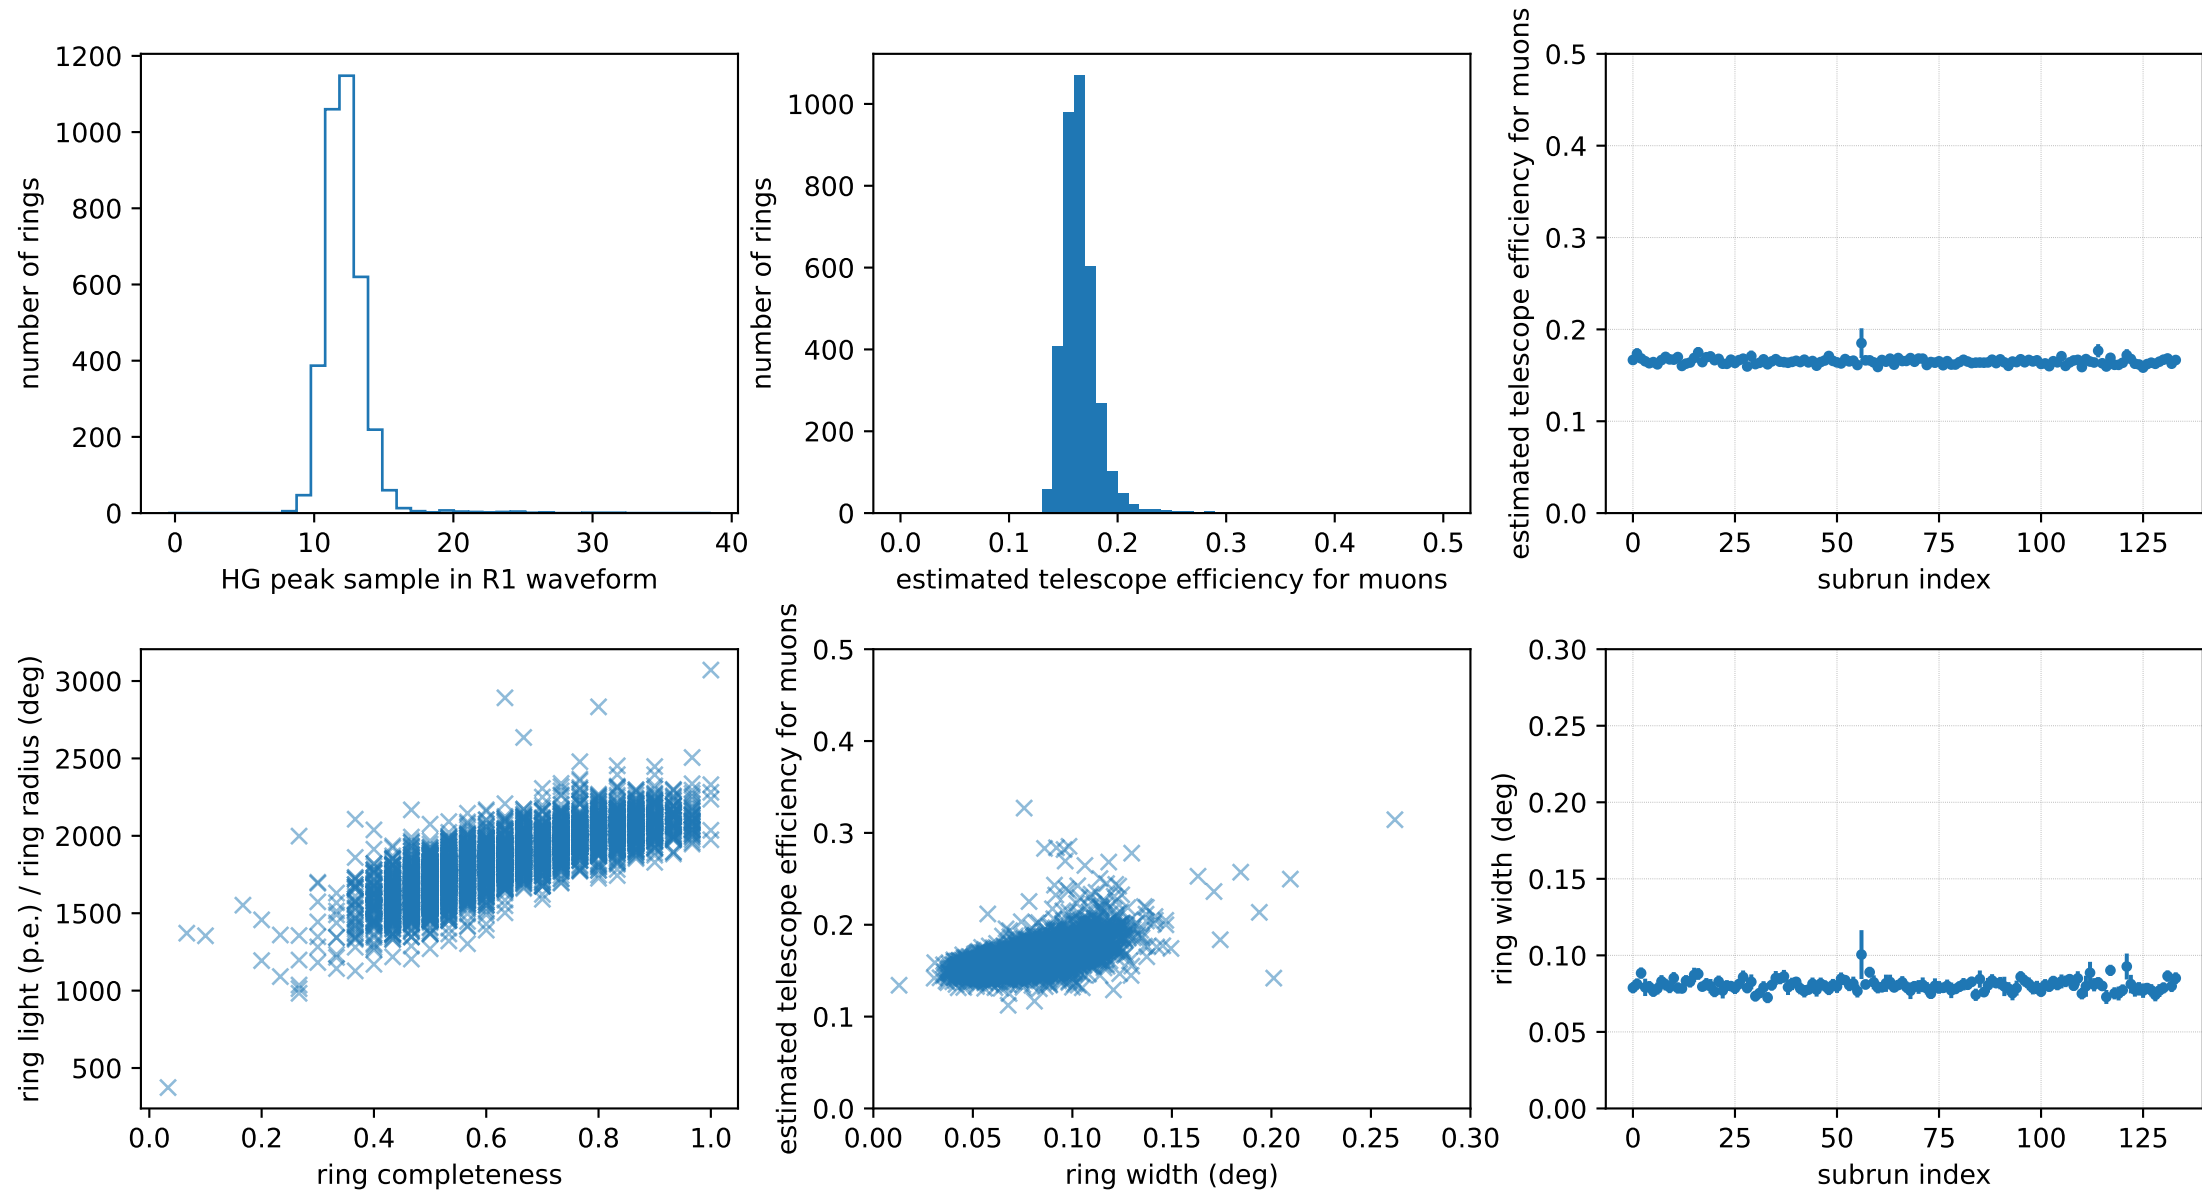 1200
1000
800
600
400
200
0
number of rings
0 10 20 30 40
HG peak sample in R1 waveform
1000
800
600
400
200
0
number of rings
0.0 0.1 0.2 0.3 0.4 0.5
estimated telescope efficiency for muons
0.5
0.4
0.3
0.2
0.1
0.0
estimated telescope efficiency for muons
0 25 50 75 100 125
subrun index
3000
2500
2000
1500
1000
500
ring light (p.e.) / ring radius (deg)
0.0 0.2 0.4 0.6 0.8 1.0
ring completeness
0.5
0.4
0.3
0.2
0.1
0.0
estimated telescope efficiency for muons
0.00 0.05 0.10 0.15 0.20 0.25 0.30
ring width (deg)
0.30
0.25
0.20
0.15
0.10
0.05
0.00
ring width (deg)
0 25 50 75 100 125
subrun index